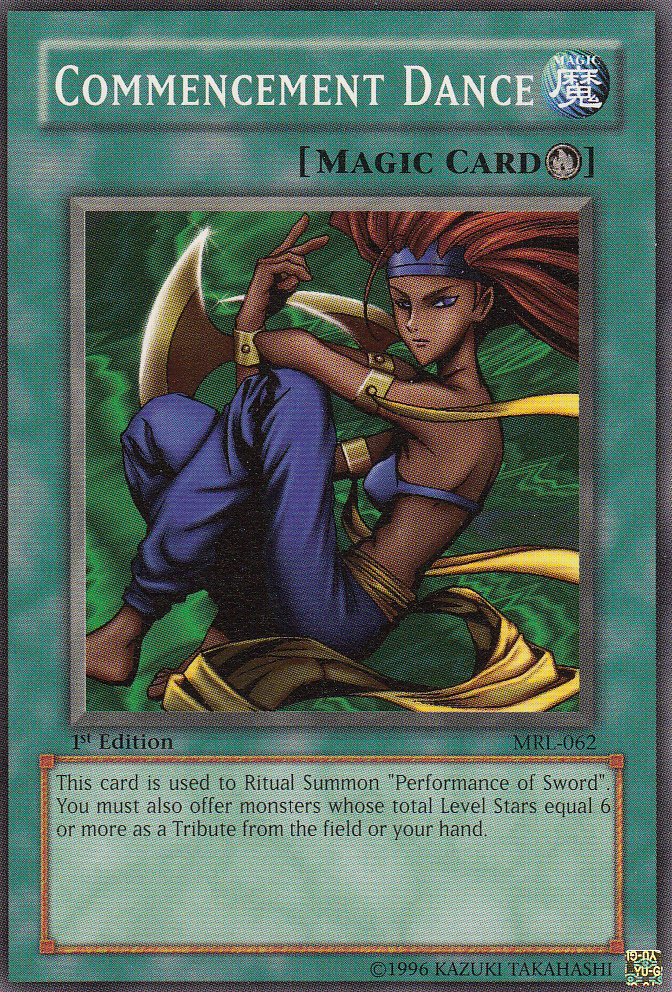 COMMENCEMENT DANCE
MAGIC
魔
[MAGIC CARD]
1st Edition
MRL-062
This card is used to Ritual Summon "Performance of Sword".
You must also offer monsters whose total Level Stars equal 6
or more as a Tribute from the field or your hand.
©1996 KAZUKI TAKAHASHI